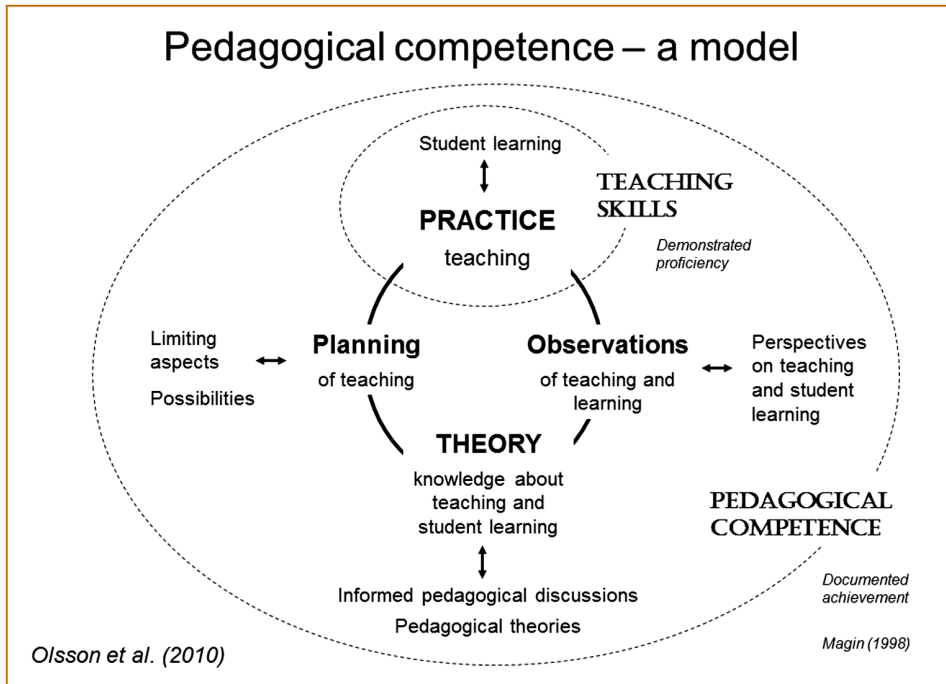 Pedagogical competence – a model
Student learning
PRACTICE
teaching
TEACHING
SKILLS
Demonstrated
proficiency
Limiting
aspects
Possibilities
Planning
of teaching
Observations
of teaching and
learning
Perspectives
on teaching
and student
learning
THEORY
knowledge about
teaching and
student learning
PEDAGOGICAL
COMPETENCE
Informed pedagogical discussions
Pedagogical theories
Documented
achievement
Magin (1998)
Olsson et al. (2010)